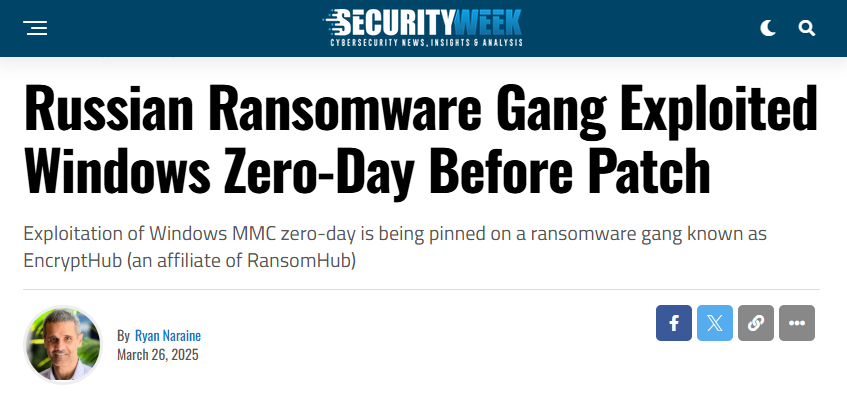 SECURITYWEEK
CYBERSECURITY NEWS, INSIGHTS & ANALYSIS
Russian Ransomware Gang Exploited
Windows Zero-Day Before Patch
Exploitation of Windows MMC zero-day is being pinned on a ransomware gang known as
EncryptHub (an affiliate of RansomHub)
By Ryan Naraine
March 26, 2025